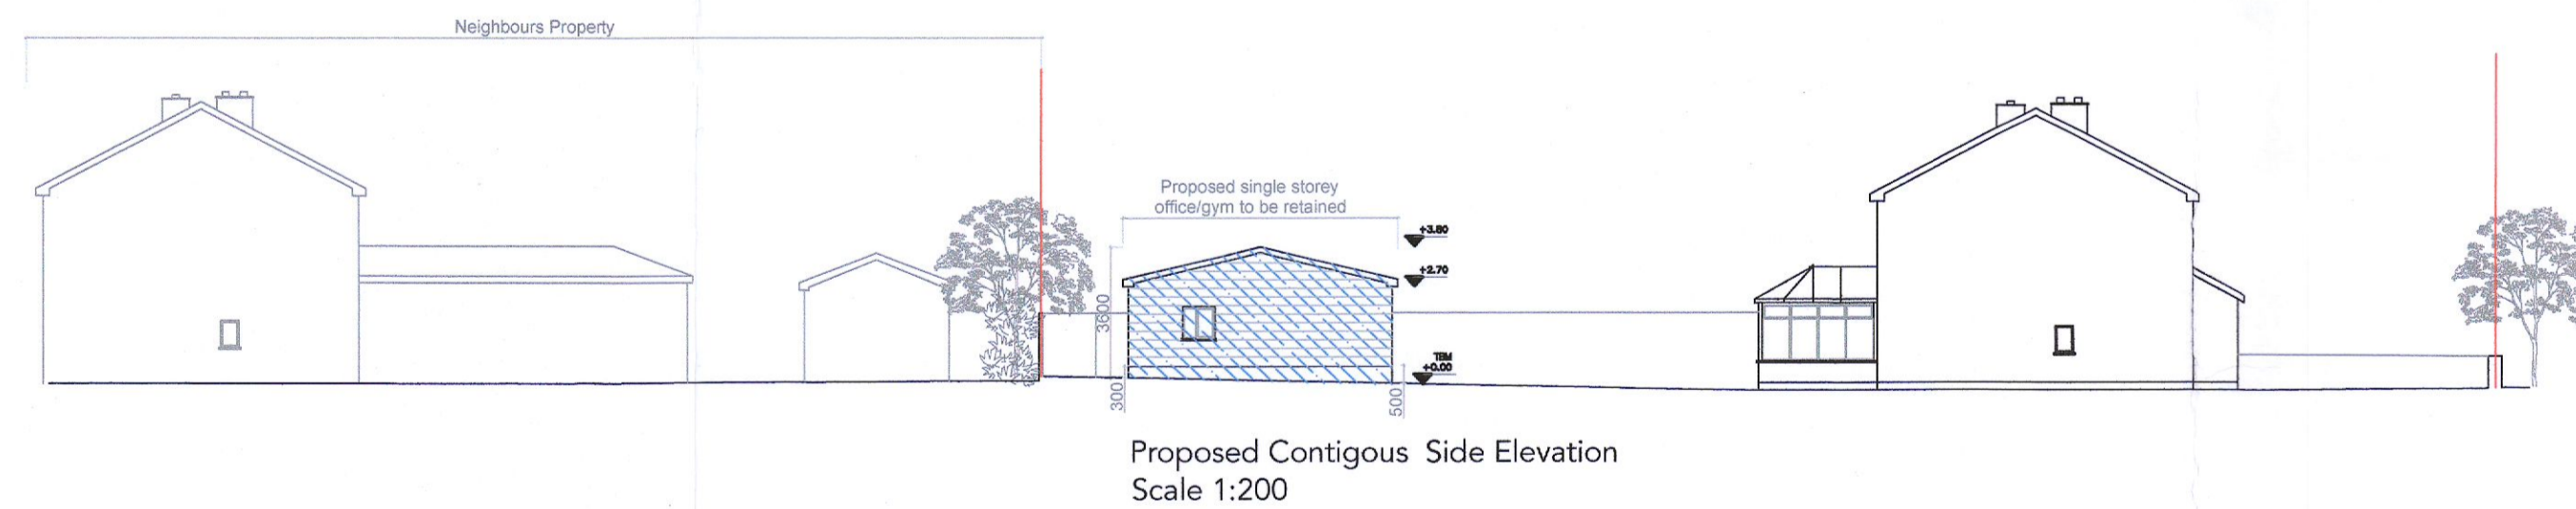 Neighbours Property
Proposed single storey
office/gym to be retained
+3.80
+2.70
3600
TBM
+0.00
300
500
Proposed Contigous Side Elevation
Scale 1:200